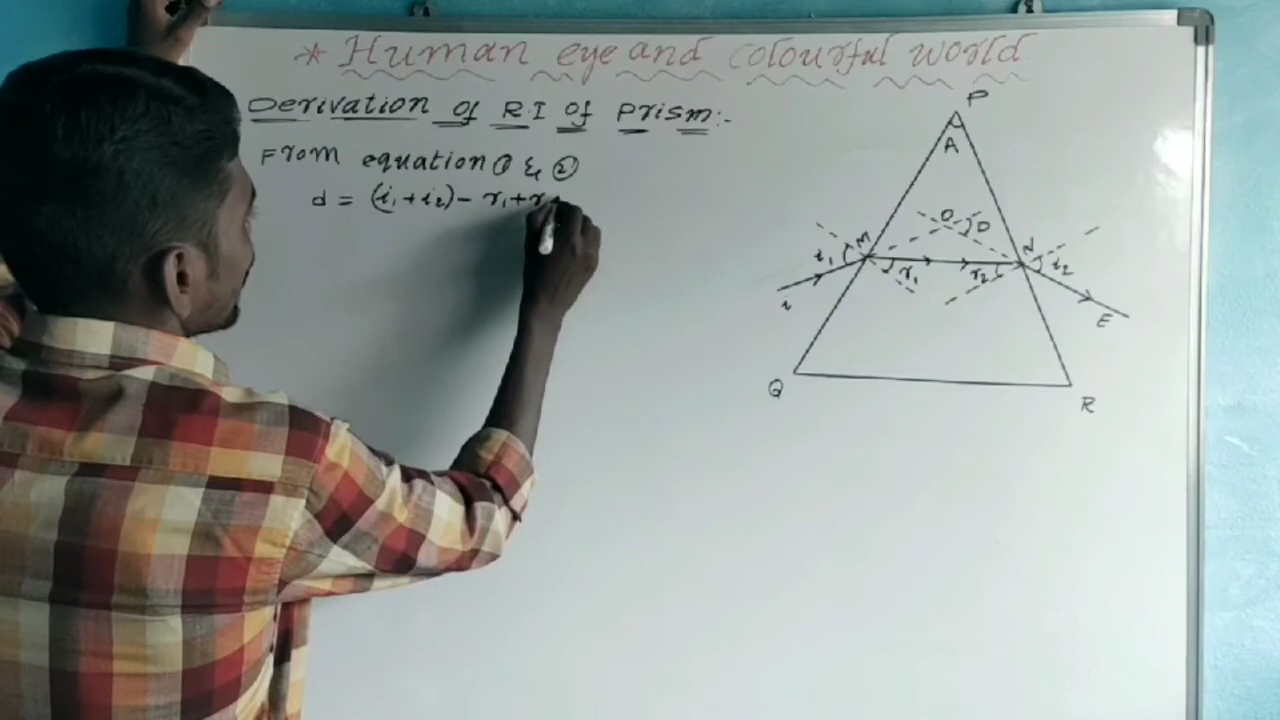 * Human eye and colourful world
Derivation of R.I of Prism:-
From equation ① & ②
d = (i₁+i₂)- r₁+r
P
A
O
D
M
N
i₁
r₁
r₂
i₂
E
Q
R